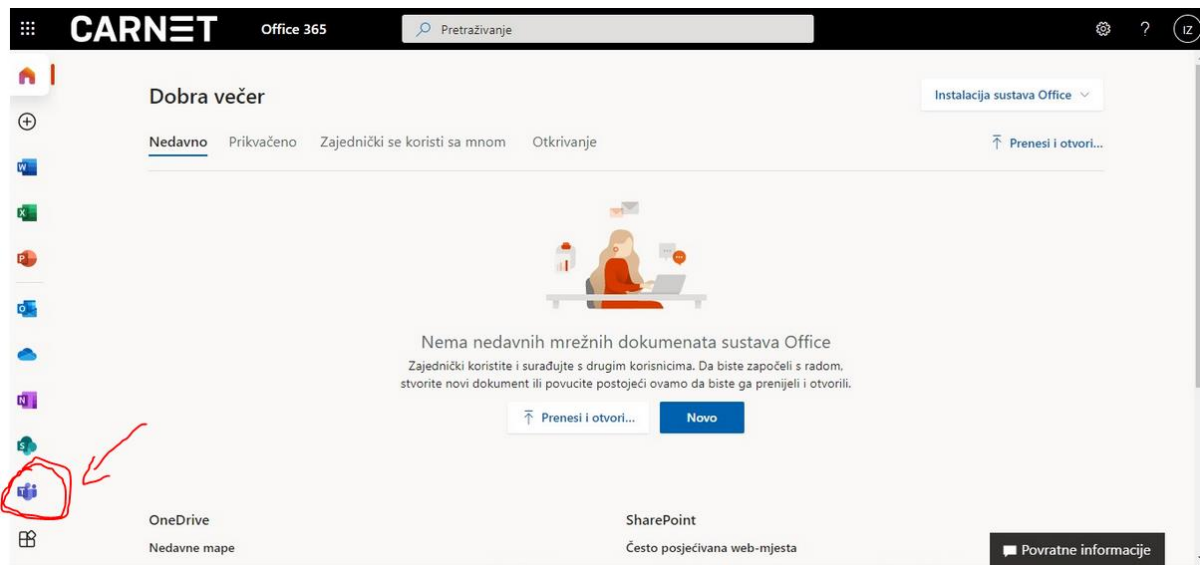 CARNET
Office 365
Pretraživanje
?
IZ
Dobra večer
Instalacija sustava Office
Nedavno
Prikvačeno
Zajednički se koristi sa mnom
Otkrivanje
Prenesi i otvori...
W
X
P
O
N
S
T
Nema nedavnih mrežnih dokumenata sustava Office
Zajednički koristite i surađujte s drugim korisnicima. Da biste započeli s radom,
stvorite novi dokument ili povucite postojeći ovamo da biste ga prenijeli i otvorili.
Prenesi i otvori...
Novo
OneDrive
SharePoint
Nedavne mape
Često posjećivana web-mjesta
Povratne informacije